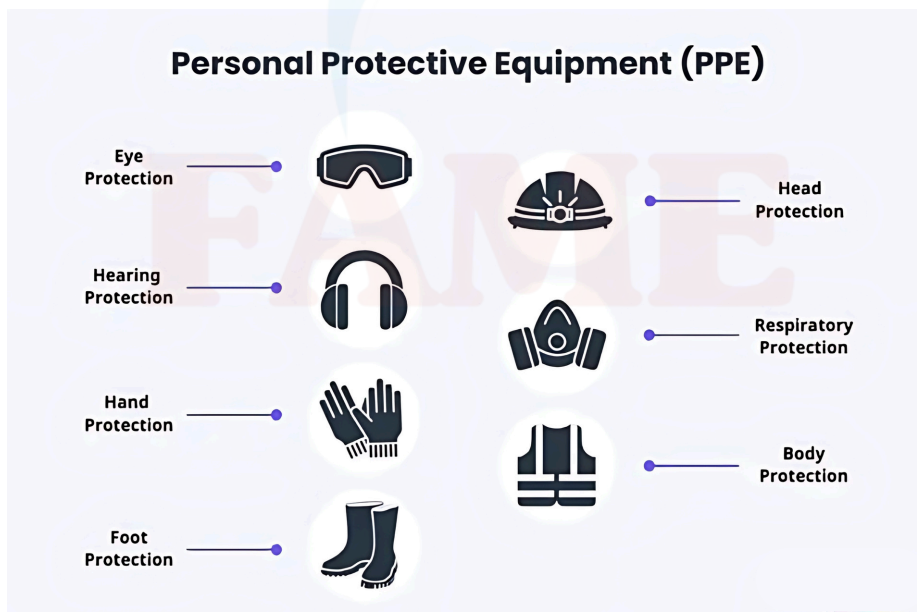 Personal Protective Equipment (PPE)
Eye
Protection
Hearing
Protection
Hand
Protection
Foot
Protection
Head
Protection
Respiratory
Protection
Body
Protection
FAME